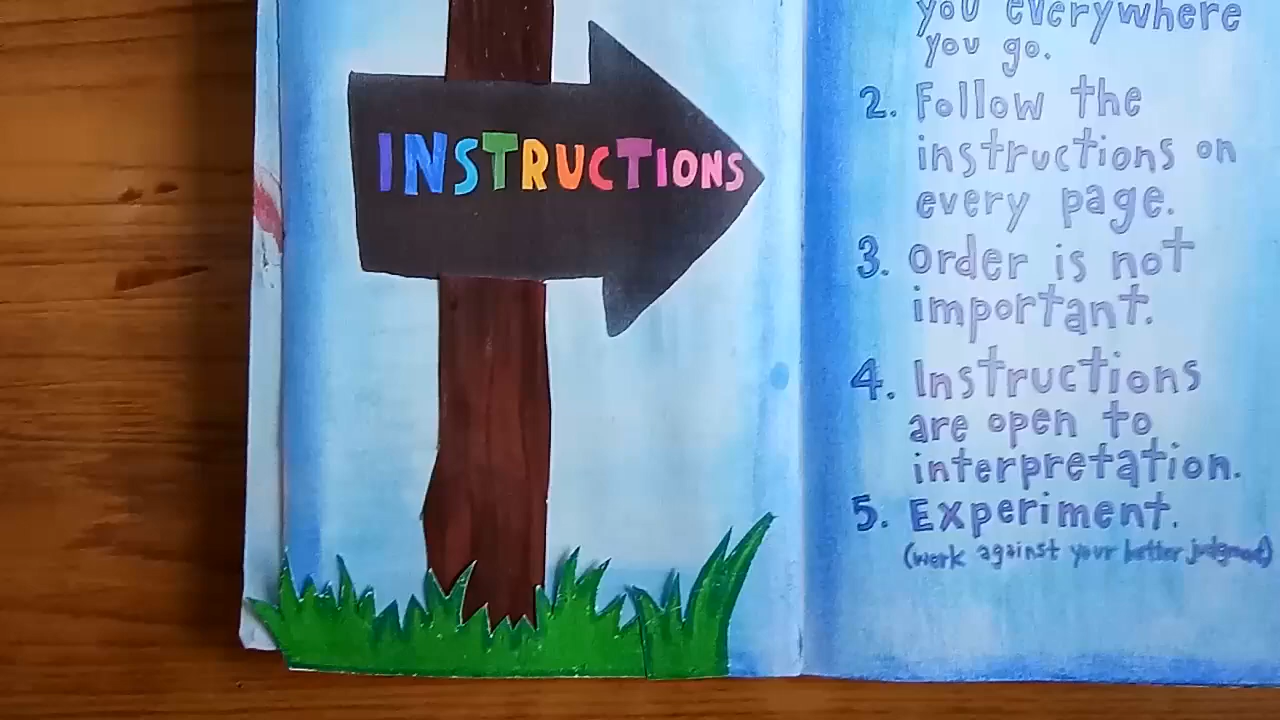 INSTRUCTIONS
you everywhere
you go.
2. Follow the
instructions on
every page.
3. Order is not
important.
4. Instructions
are open to
interpretation.
5. Experiment.
(work against your better judgment)